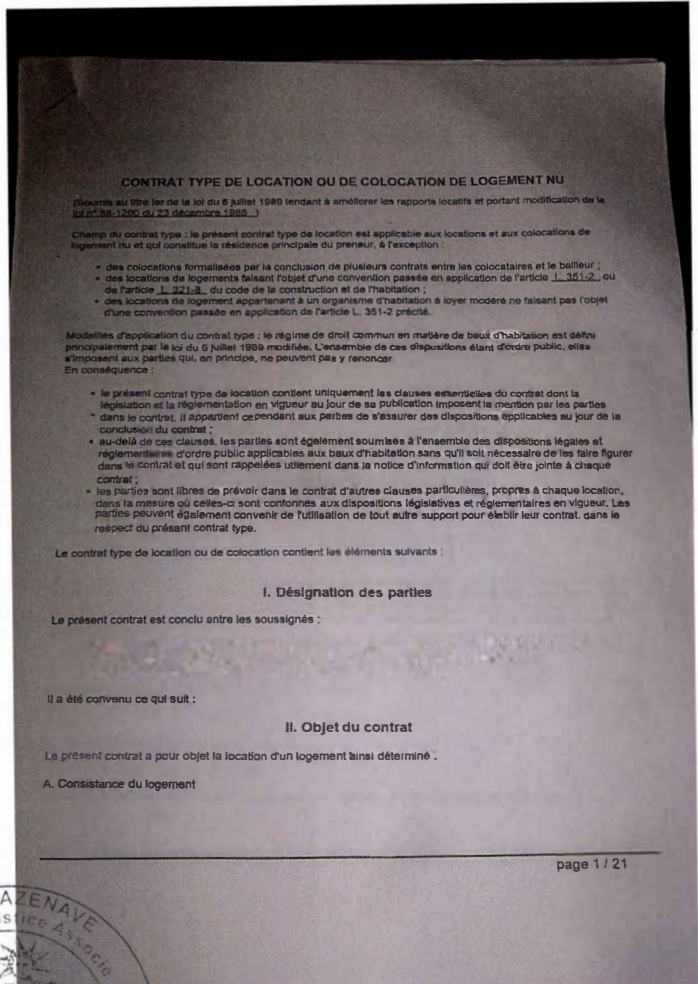 CONTRAT TYPE DE LOCATION OU DE COLOCATION DE LOGEMENT NU
(Soumis au titre Ier de la loi du 6 juillet 1989 tendant à améliorer les rapports locatifs et portant modification de la
loi n° 86-1290 du 23 décembre 1986 )
Champ du contrat type : le présent contrat type de location est applicable aux locations et aux colocations de
logement nu et qui constitue la résidence principale du preneur, à l'exception :
• des colocations formalisées par la conclusion de plusieurs contrats entre les colocataires et le bailleur ;
• des locations de logements faisant l'objet d'une convention passée en application de l'article L. 351-2 ou
de l'article L. 321-8 du code de la construction et de l'habitation ;
• des locations de logement appartenant à un organisme d'habitation à loyer modéré ne faisant pas l'objet
d'une convention passée en application de l'article L. 351-2 précité.
Modalités d'application du contrat type : le régime de droit commun en matière de baux d'habitation est défini
principalement par la loi du 6 juillet 1989 modifiée. L'ensemble de ces dispositions étant d'ordre public, elles
s'imposent aux parties qui, en principe, ne peuvent pas y renoncer
En conséquence :
• le présent contrat type de location contient uniquement les clauses essentielles du contrat dont la
législation et la réglementation en vigueur au jour de sa publication imposent la mention par les parties
dans le contrat. Il appartient cependant aux parties de s'assurer des dispositions applicables au jour de la
conclusion du contrat ;
• au-delà de ces clauses, les parties sont également soumises à l'ensemble des dispositions légales et
réglementaires d'ordre public applicables aux baux d'habitation sans qu'il soit nécessaire de les faire figurer
dans le contrat et qui sont rappelées utilement dans la notice d'information qui doit être jointe à chaque
contrat ;
• les parties sont libres de prévoir dans le contrat d'autres clauses particulières, propres à chaque location,
dans la mesure où celles-ci sont conformes aux dispositions législatives et réglementaires en vigueur. Les
parties peuvent également convenir de l'utilisation de tout autre support pour établir leur contrat, dans le
respect du présent contrat type.
Le contrat type de location ou de colocation contient les éléments suivants :
I. Désignation des parties
Le présent contrat est conclu entre les soussignés :
Il a été convenu ce qui suit :
II. Objet du contrat
Le présent contrat a pour objet la location d'un logement ainsi déterminé .
A. Consistance du logement
page 1 / 21
AZENAVE
stice Associé